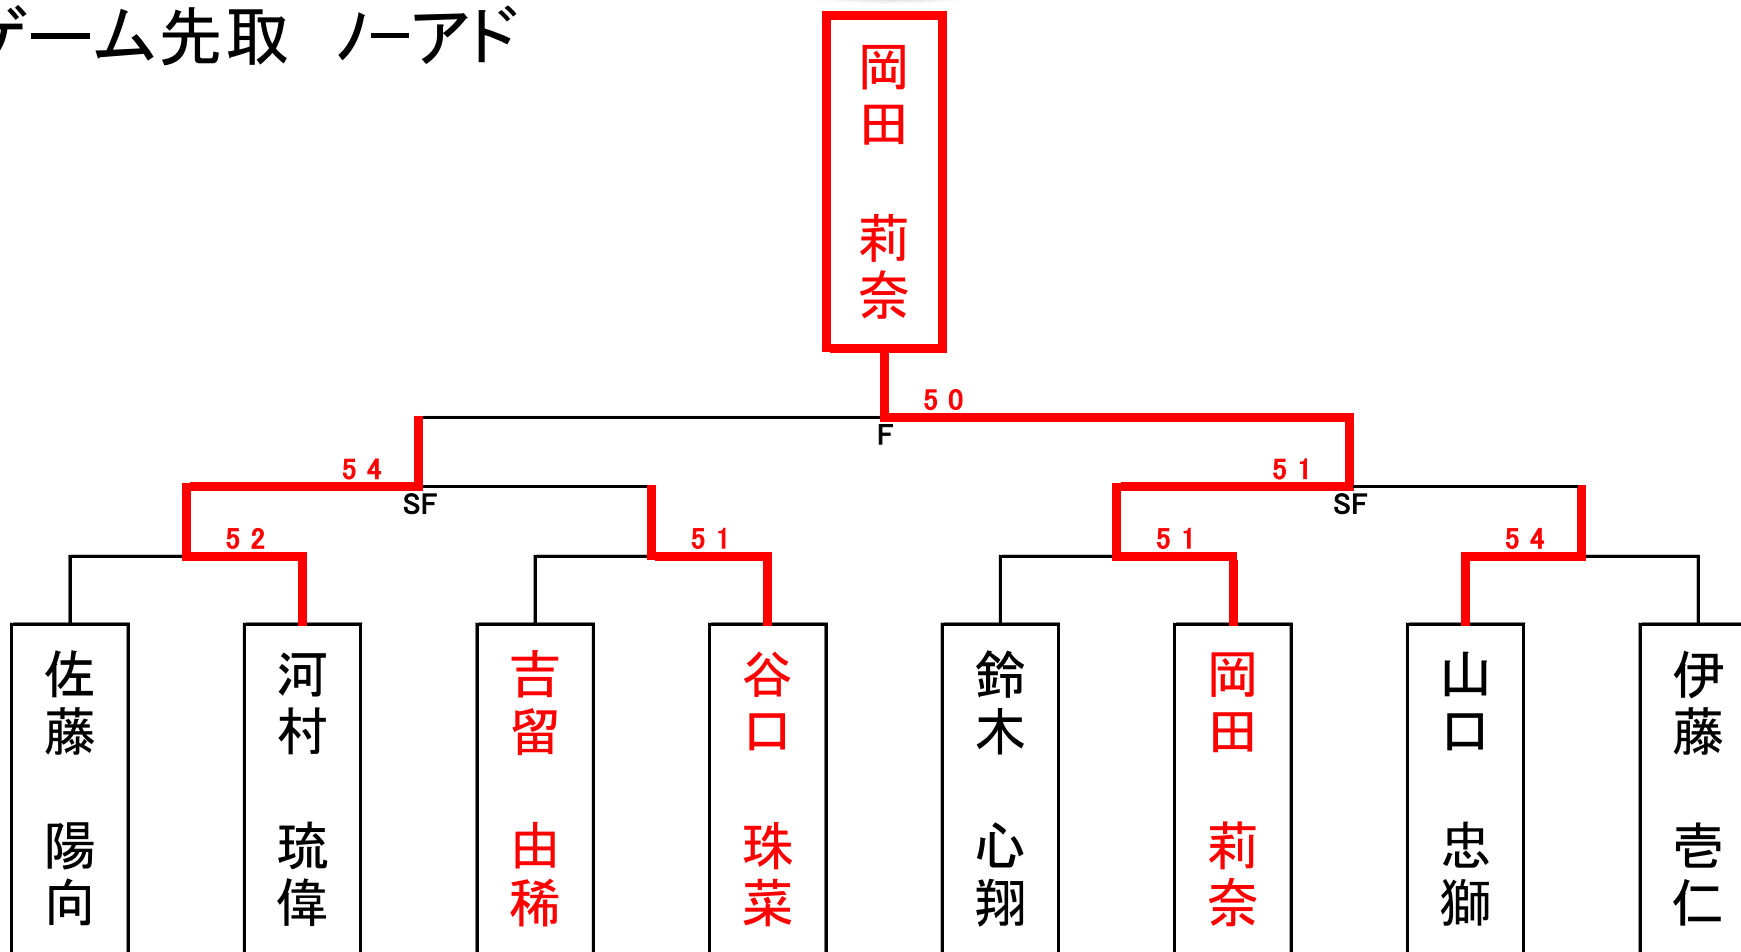 ゲーム先取　ノーアド
岡田　莉奈
５０
F
５４
５１
SF
SF
５２
５１
５１
５４
佐藤　陽向
河村　琉偉
吉留　由稀
谷口　珠菜
鈴木　心翔
岡田　莉奈
山口　忠獅
伊藤　壱仁